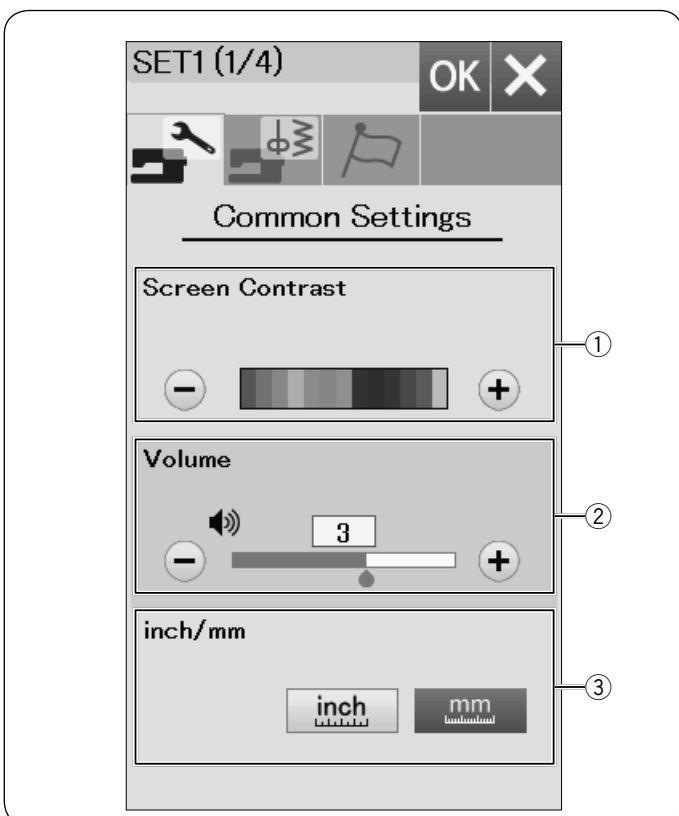 SET1 (1/4)
OK
Common Settings
Screen Contrast
①
Volume
3
②
inch/mm
inch
mm
③